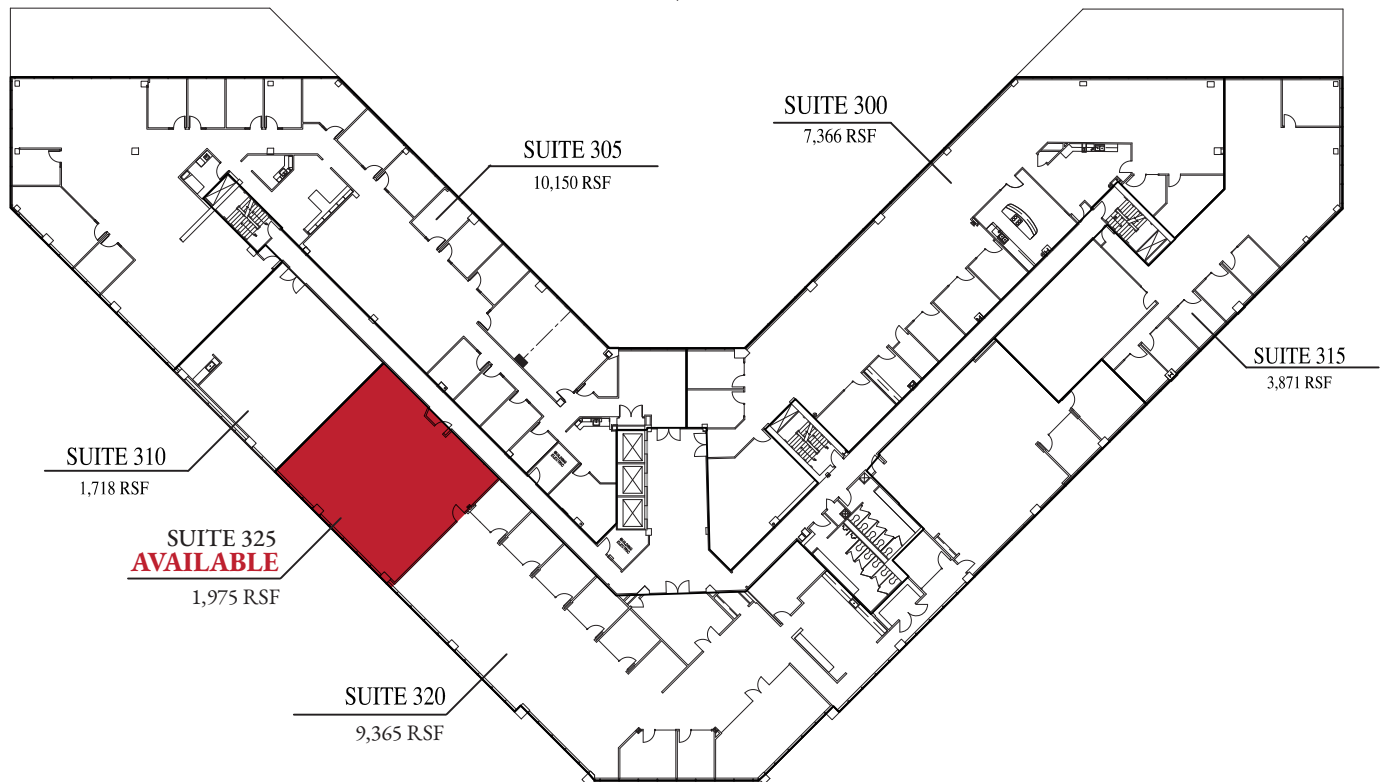 SUITE 300
7,366 RSF
SUITE 305
10,150 RSF
SUITE 315
3,871 RSF
SUITE 310
1,718 RSF
SUITE 325
AVAILABLE
1,975 RSF
SUITE 320
9,365 RSF